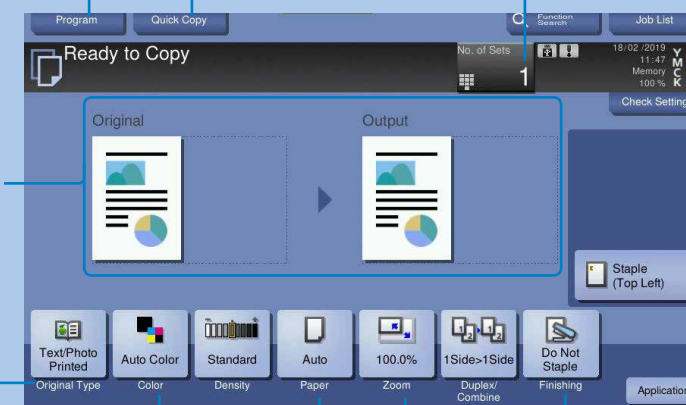 Program
Quick Copy
Function
Search
Job List
Ready to Copy
No. of Sets
1
18/02/2019
11:47
Memory
100 %
Y
M
C
K
Check Setting
Original
Output
Staple
(Top Left)
Text/Photo
Printed
Auto Color
Standard
Auto
100.0%
1Side>1Side
Do Not
Staple
Original Type
Color
Density
Paper
Zoom
Duplex/
Combine
Finishing
Application